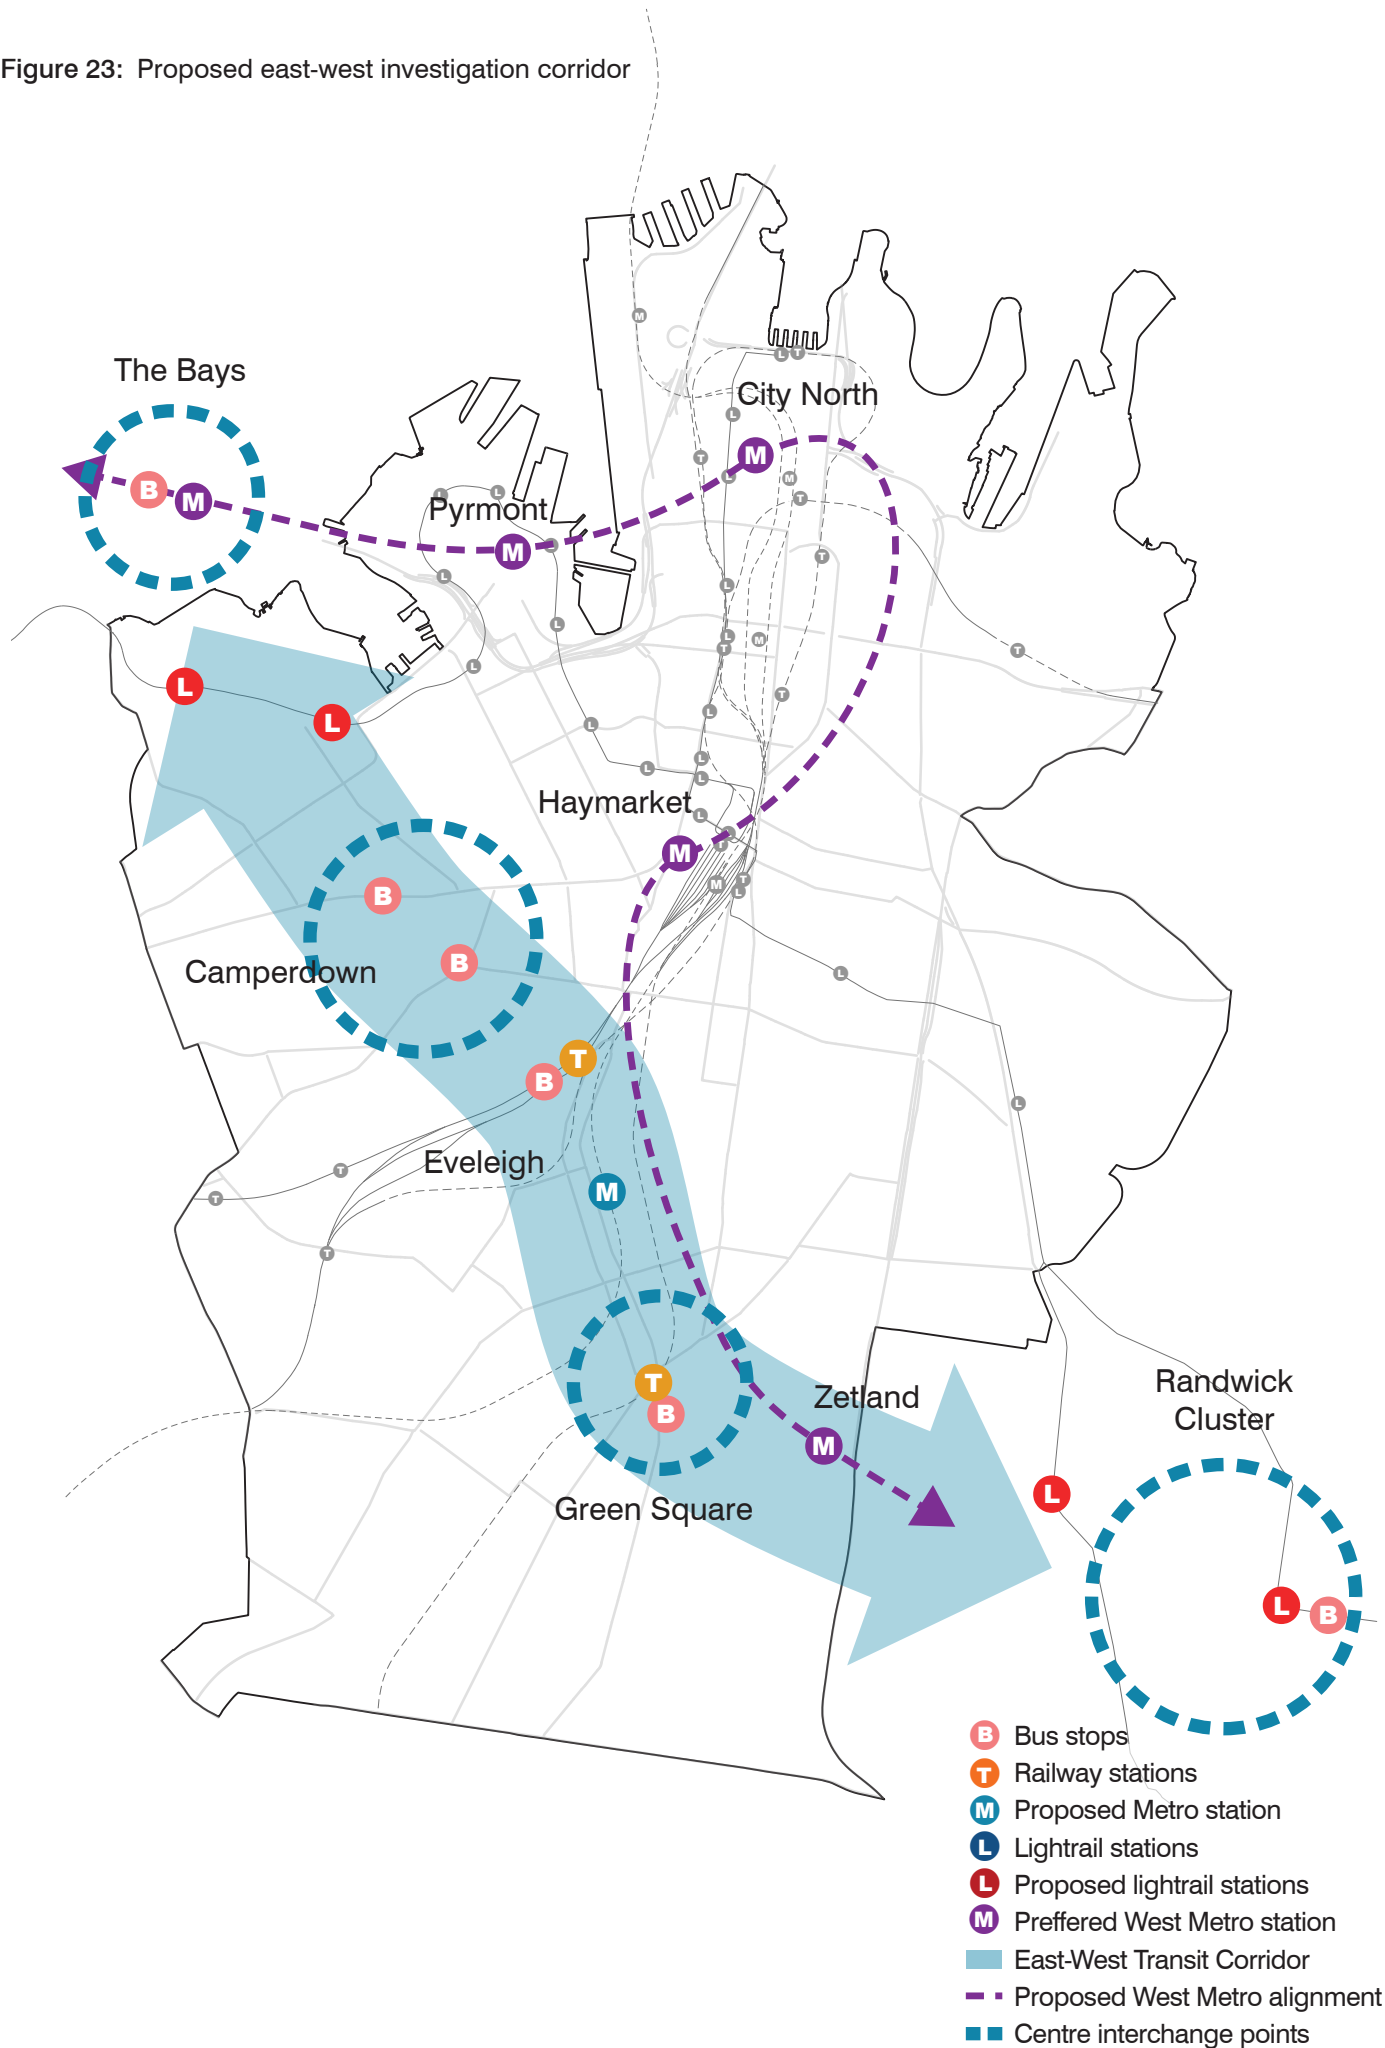 Figure 23: Proposed east-west investigation corridor
M
L T
The Bays
City North
L
T
M
L
M
T
B M
L L
Pyrmont
M
L
T
L
L
L
L
M
T
T
L
T
L
L
L
L
L
L
L
Haymarket
L
L
T
M
M
T
L
B
B
Camperdown
L
T
B
L
T
Eveleigh
T
M
T
T
B
Zetland
M
Randwick
Cluster
Green Square
L
L
B
B Bus stops
T Railway stations
M Proposed Metro station
L Lightrail stations
L Proposed lightrail stations
M Preffered West Metro station
East-West Transit Corridor
Proposed West Metro alignment
Centre interchange points